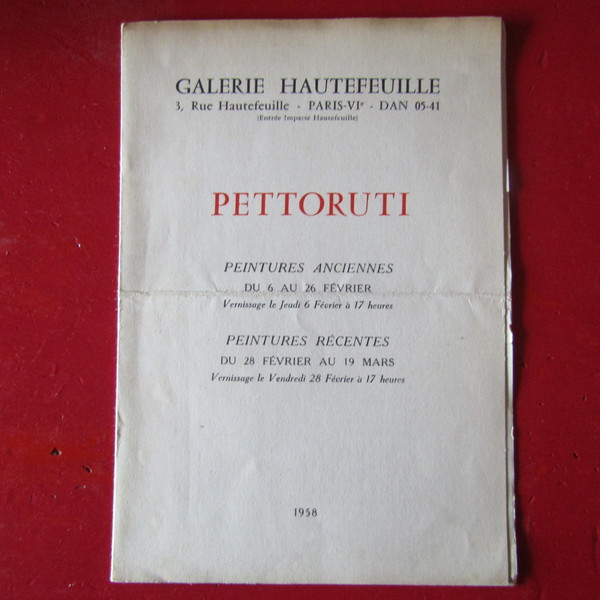 GALERIE HAUTEFEUILLE
3, Rue Hautefeuille - PARIS-VIe - DAN 05-41
(Entrée Impasse Hautefeuille)
PETTORUTI
PEINTURES ANCIENNES
DU 6 AU 26 FÉVRIER
Vernissage le Jeudi 6 Février à 17 heures
PEINTURES RÉCENTES
DU 28 FÉVRIER AU 19 MARS
Vernissage le Vendredi 28 Février à 17 heures
1958